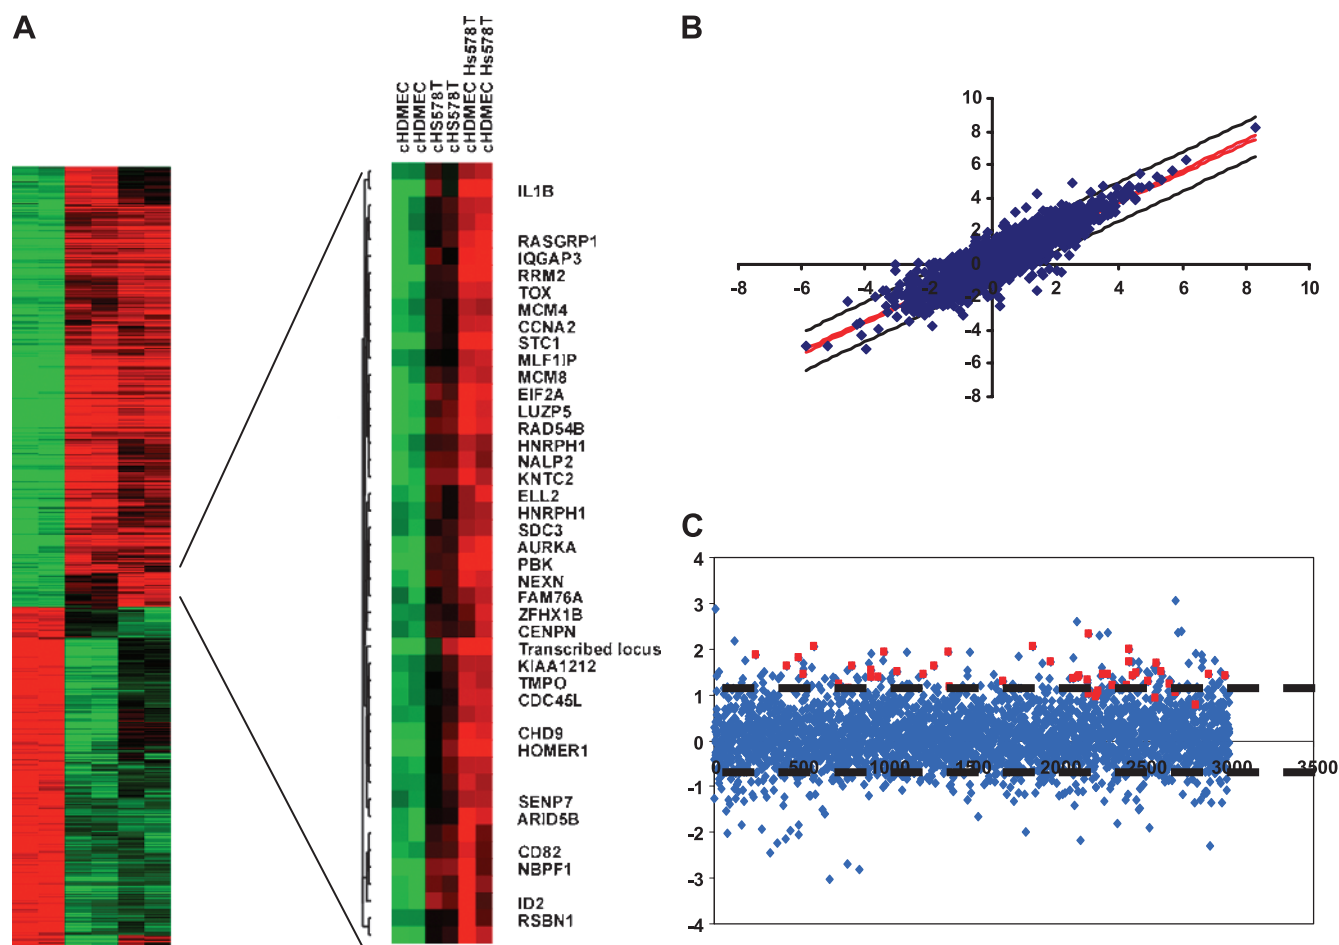 A
cHDMEC
cHDMEC
cHS578T
cHS578T
cHDMEC Hs578T
cHDMEC Hs578T
IL1B
RASGRP1
IQGAP3
RRM2
TOX
MCM4
CCNA2
STC1
MLF1IP
MCM8
EIF2A
LUZP5
RAD54B
HNRPH1
NALP2
KNTC2
ELL2
HNRPH1
SDC3
AURKA
PBK
NEXN
FAM76A
ZFHX1B
CENPN
Transcribed locus
KIAA1212
TMPO
CDC45L
CHD9
HOMER1
SENP7
ARID5B
CD82
NBPF1
ID2
RSBN1
B
10
8
6
4
2
0
-8 -6 -4 -2 0 2 4 6 8 10
-2
-4
-6
-8
C
4
3
2
1
0
0 500 1000 1500 2000 2500 3000 3500
-1
-2
-3
-4